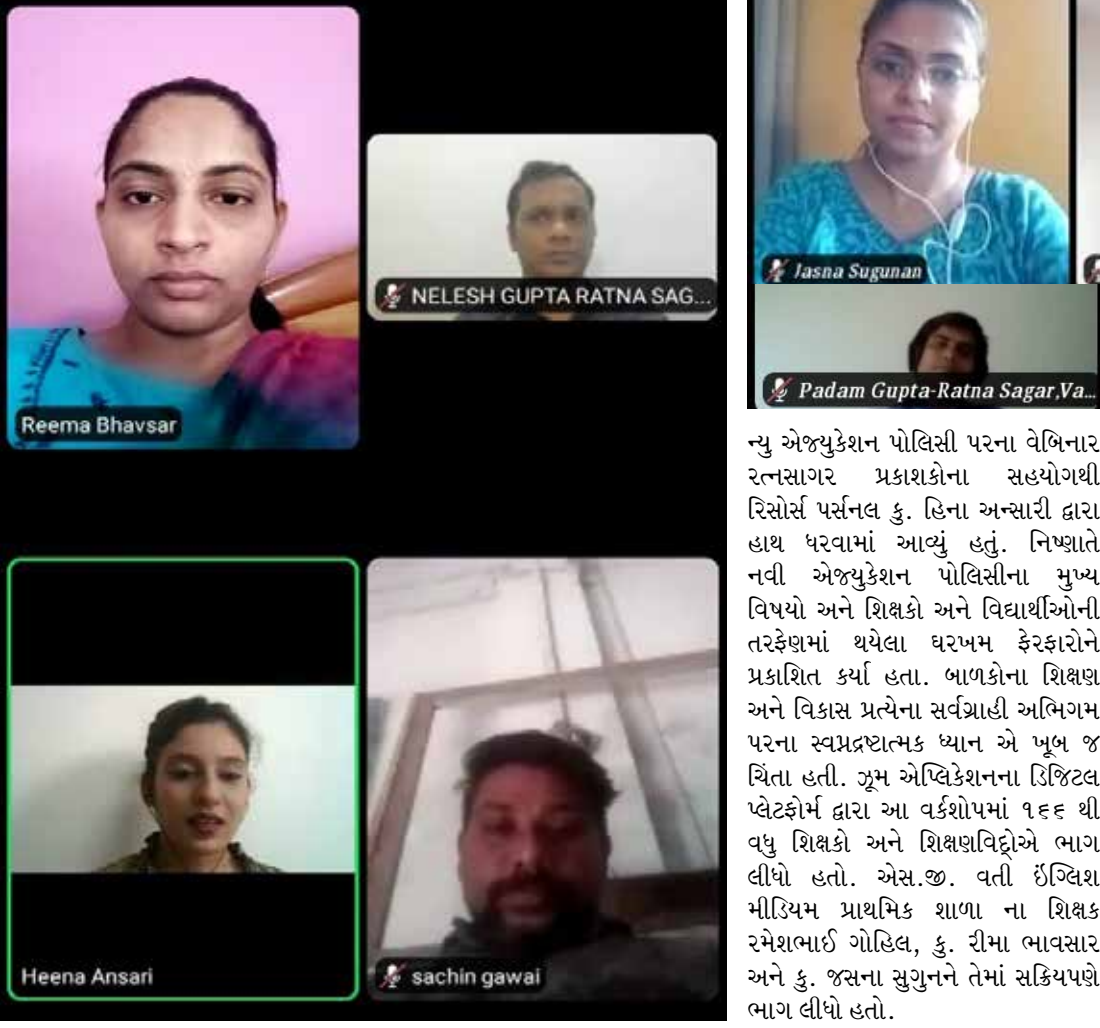 Reema Bhavsar
NELESH GUPTA RATNA SAG...
Heena Ansari
sachin gawai
Jasna Sugunan
Padam Gupta-Ratna Sagar,Va...
ન્યુ એજ્યુકેશન પોલિસી પરના વેબિનાર
રત્નસાગર પ્રકાશકોના સહયોગથી
રિસોર્સ પર્સનલ કુ. હિના અન્સારી દ્વારા
હાથ ધરવામાં આવ્યું હતું. નિષ્ણાતે
નવી એજ્યુકેશન પોલિસીના મુખ્ય
વિષયો અને શિક્ષકો અને વિદ્યાર્થીઓની
તરફેણમાં થયેલા ઘરખમ ફેરફારોને
પ્રકાશિત કર્યા હતા. બાળકોના શિક્ષણ
અને વિકાસ પ્રત્યેના સર્વગ્રાહી અભિગમ
પરના સ્વપ્નદ્રષ્ટાત્મક ધ્યાન એ ખૂબ જ
ચિંતા હતી. ઝૂમ એપ્લિકેશનના ડિજિટલ
પ્લેટફોર્મ દ્વારા આ વર્કશોપમાં ૧૬૬ થી
વધુ શિક્ષકો અને શિક્ષણવિદ્દોએ ભાગ
લીધો હતો. એસ.જી. વતી ઇંગ્લિશ
મીડિયમ પ્રાથમિક શાળા ના શિક્ષક
રમેશભાઈ ગોહિલ, કુ. રીમા ભાવસાર
અને કુ. જસના સુગુનને તેમાં સક્રિયપણે
ભાગ લીધો હતો.